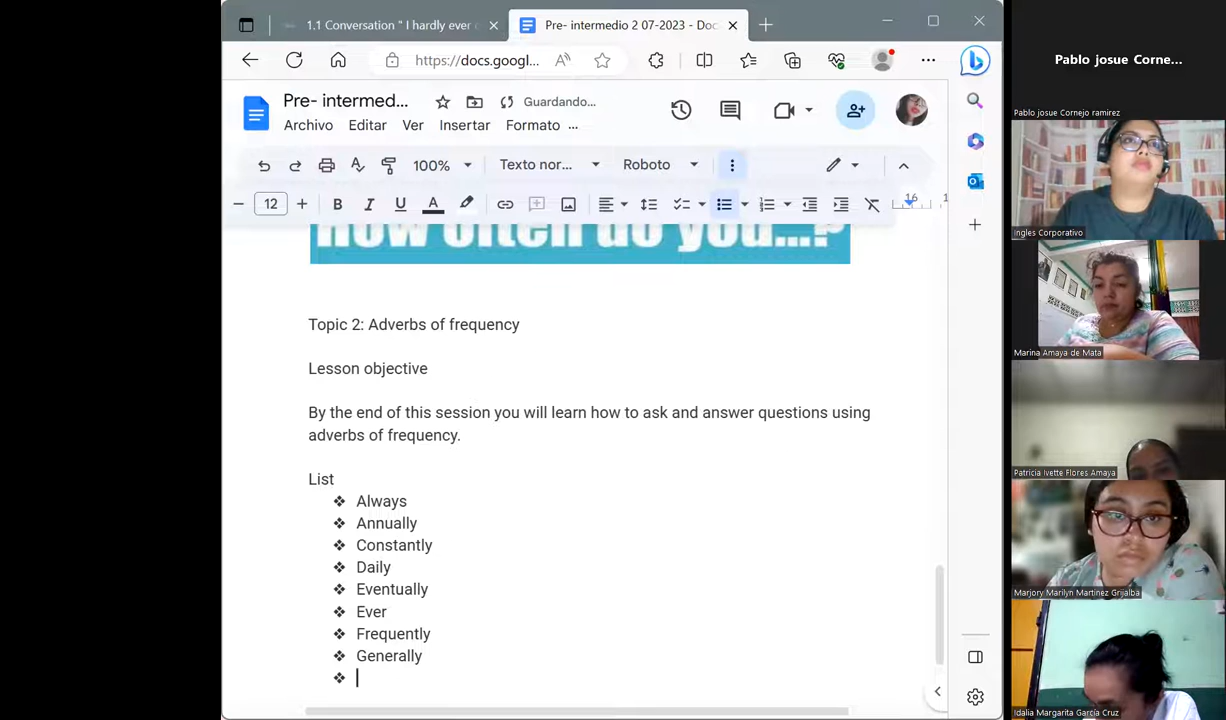 1.1 Conversation " I hardly ever
Pre- intermedio 2 07-2023 - Doc
https://docs.googl...
Pre- intermed...
Guardando...
Archivo Editar Ver Insertar Formato ...
100% Texto nor... Roboto
12
16 1
How often do you...?
Topic 2: Adverbs of frequency
Lesson objective
By the end of this session you will learn how to ask and answer questions using
adverbs of frequency.
List
Always
Annually
Constantly
Daily
Eventually
Ever
Frequently
Generally
Pablo josue Corne...
Pablo josue Cornejo ramirez
Ingles Corporativo
Marina Amaya de Mata
Patricia Ivette Flores Amaya
Marjory Marilyn Martinez Grijalba
Idalia Margarita García Cruz